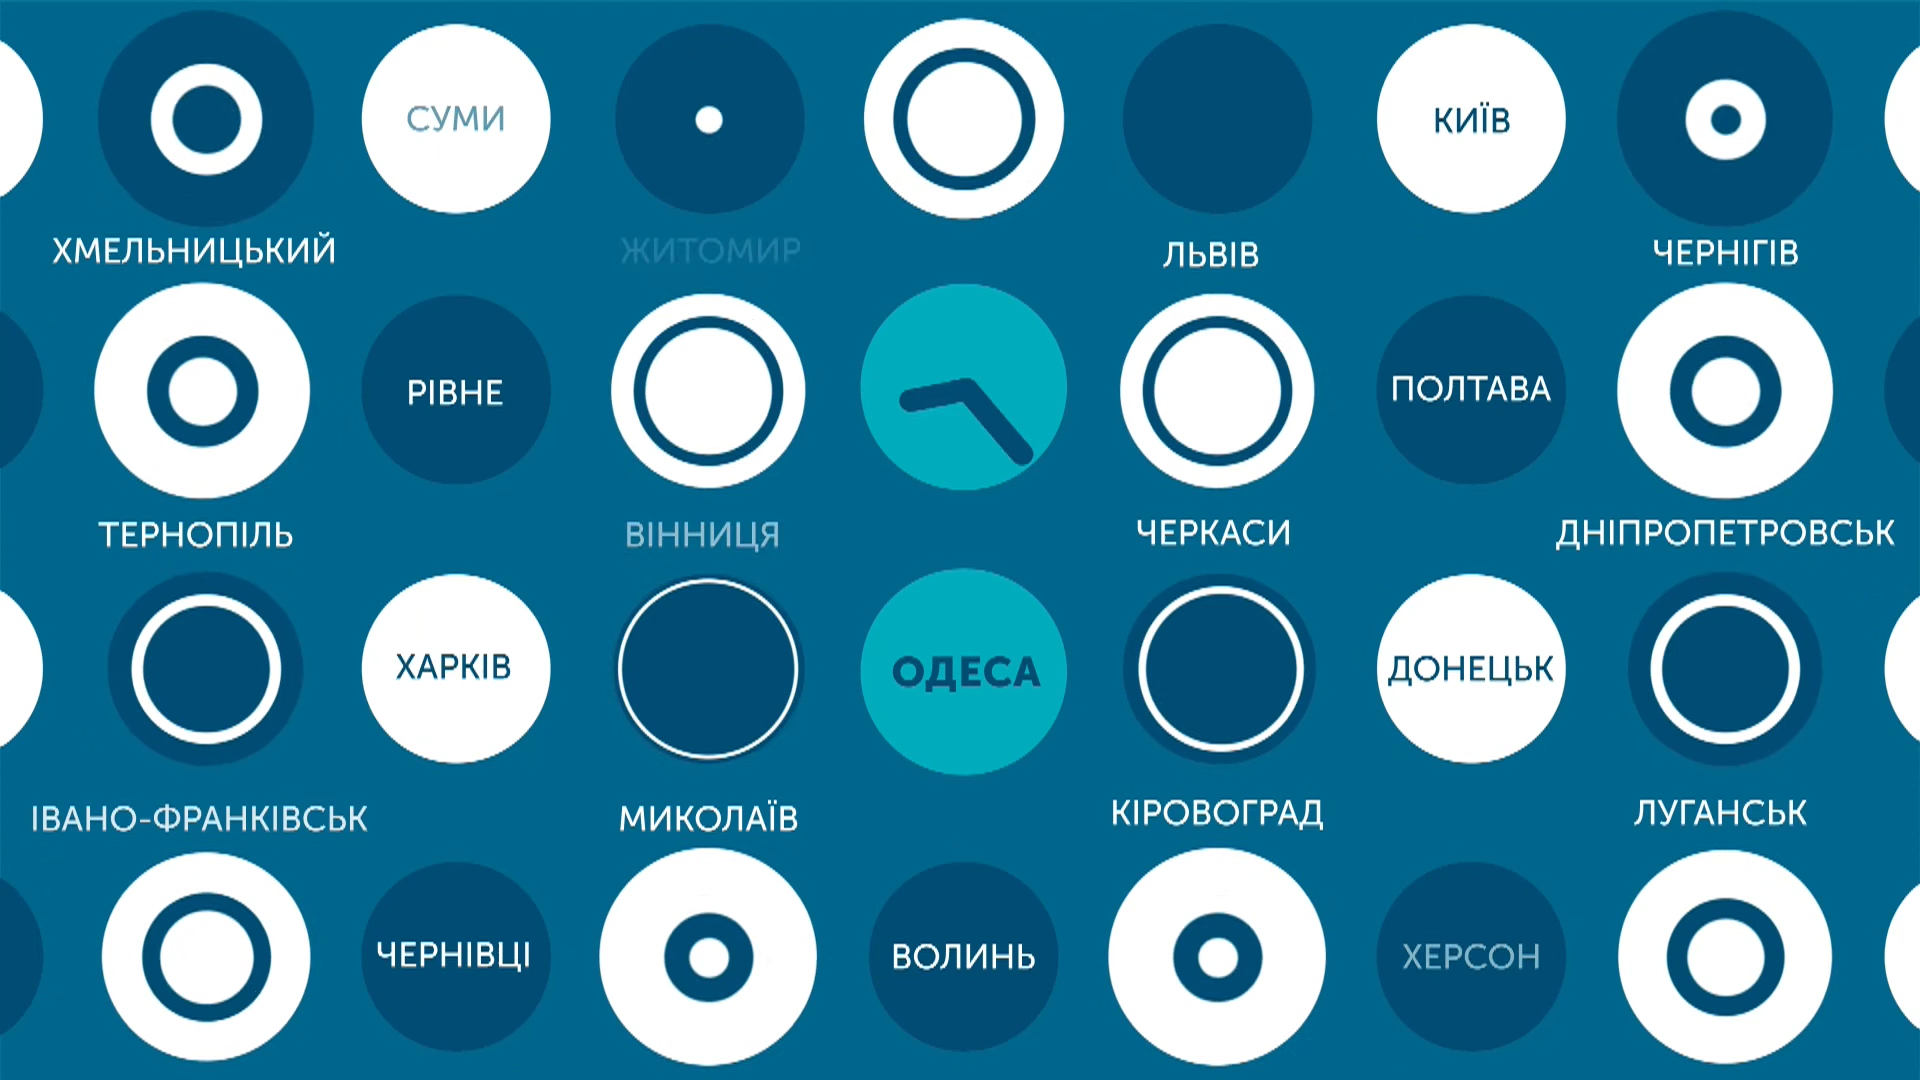 СУМИ
КИЇВ
ХМЕЛЬНИЦЬКИЙ
ЖИТОМИР
ЛЬВІВ
ЧЕРНІГІВ
РІВНЕ
ПОЛТАВА
ТЕРНОПІЛЬ
ВІННИЦЯ
ЧЕРКАСИ
ДНІПРОПЕТРОВСЬК
ХАРКІВ
ОДЕСА
ДОНЕЦЬК
ІВАНО-ФРАНКІВСЬК
МИКОЛАЇВ
КІРОВОГРАД
ЛУГАНСЬК
ЧЕРНІВЦІ
ВОЛИНЬ
ХЕРСОН